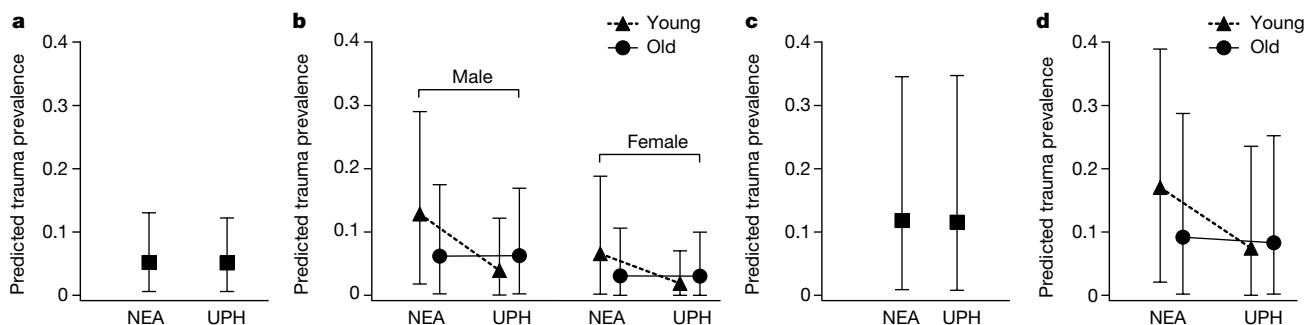 a
Predicted trauma prevalence
0.4
0.3
0.2
0.1
0
NEA UPH
b
Young
Old
Predicted trauma prevalence
0.4
0.3
0.2
0.1
0
Male
Female
NEA UPH NEA UPH
c
Predicted trauma prevalence
0.4
0.3
0.2
0.1
0
NEA UPH
d
Young
Old
Predicted trauma prevalence
0.4
0.3
0.2
0.1
0
NEA UPH